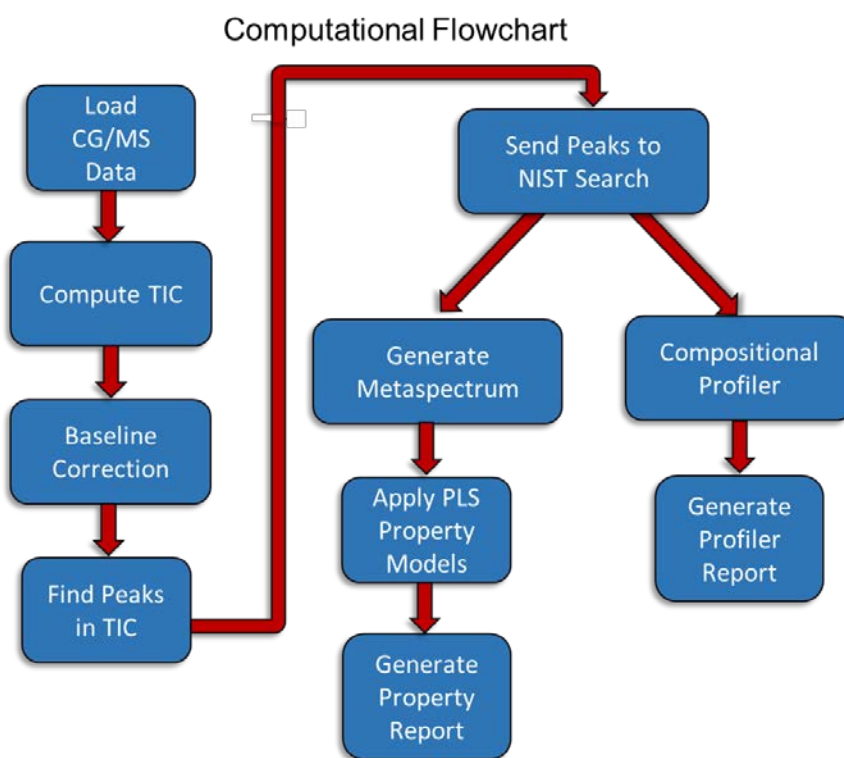 Computational Flowchart
Load
CG/MS
Data
Compute TIC
Baseline
Correction
Find Peaks
in TIC
Send Peaks to
NIST Search
Generate
Metaspectrum
Apply PLS
Property
Models
Generate
Property
Report
Compositional
Profiler
Generate
Profiler
Report